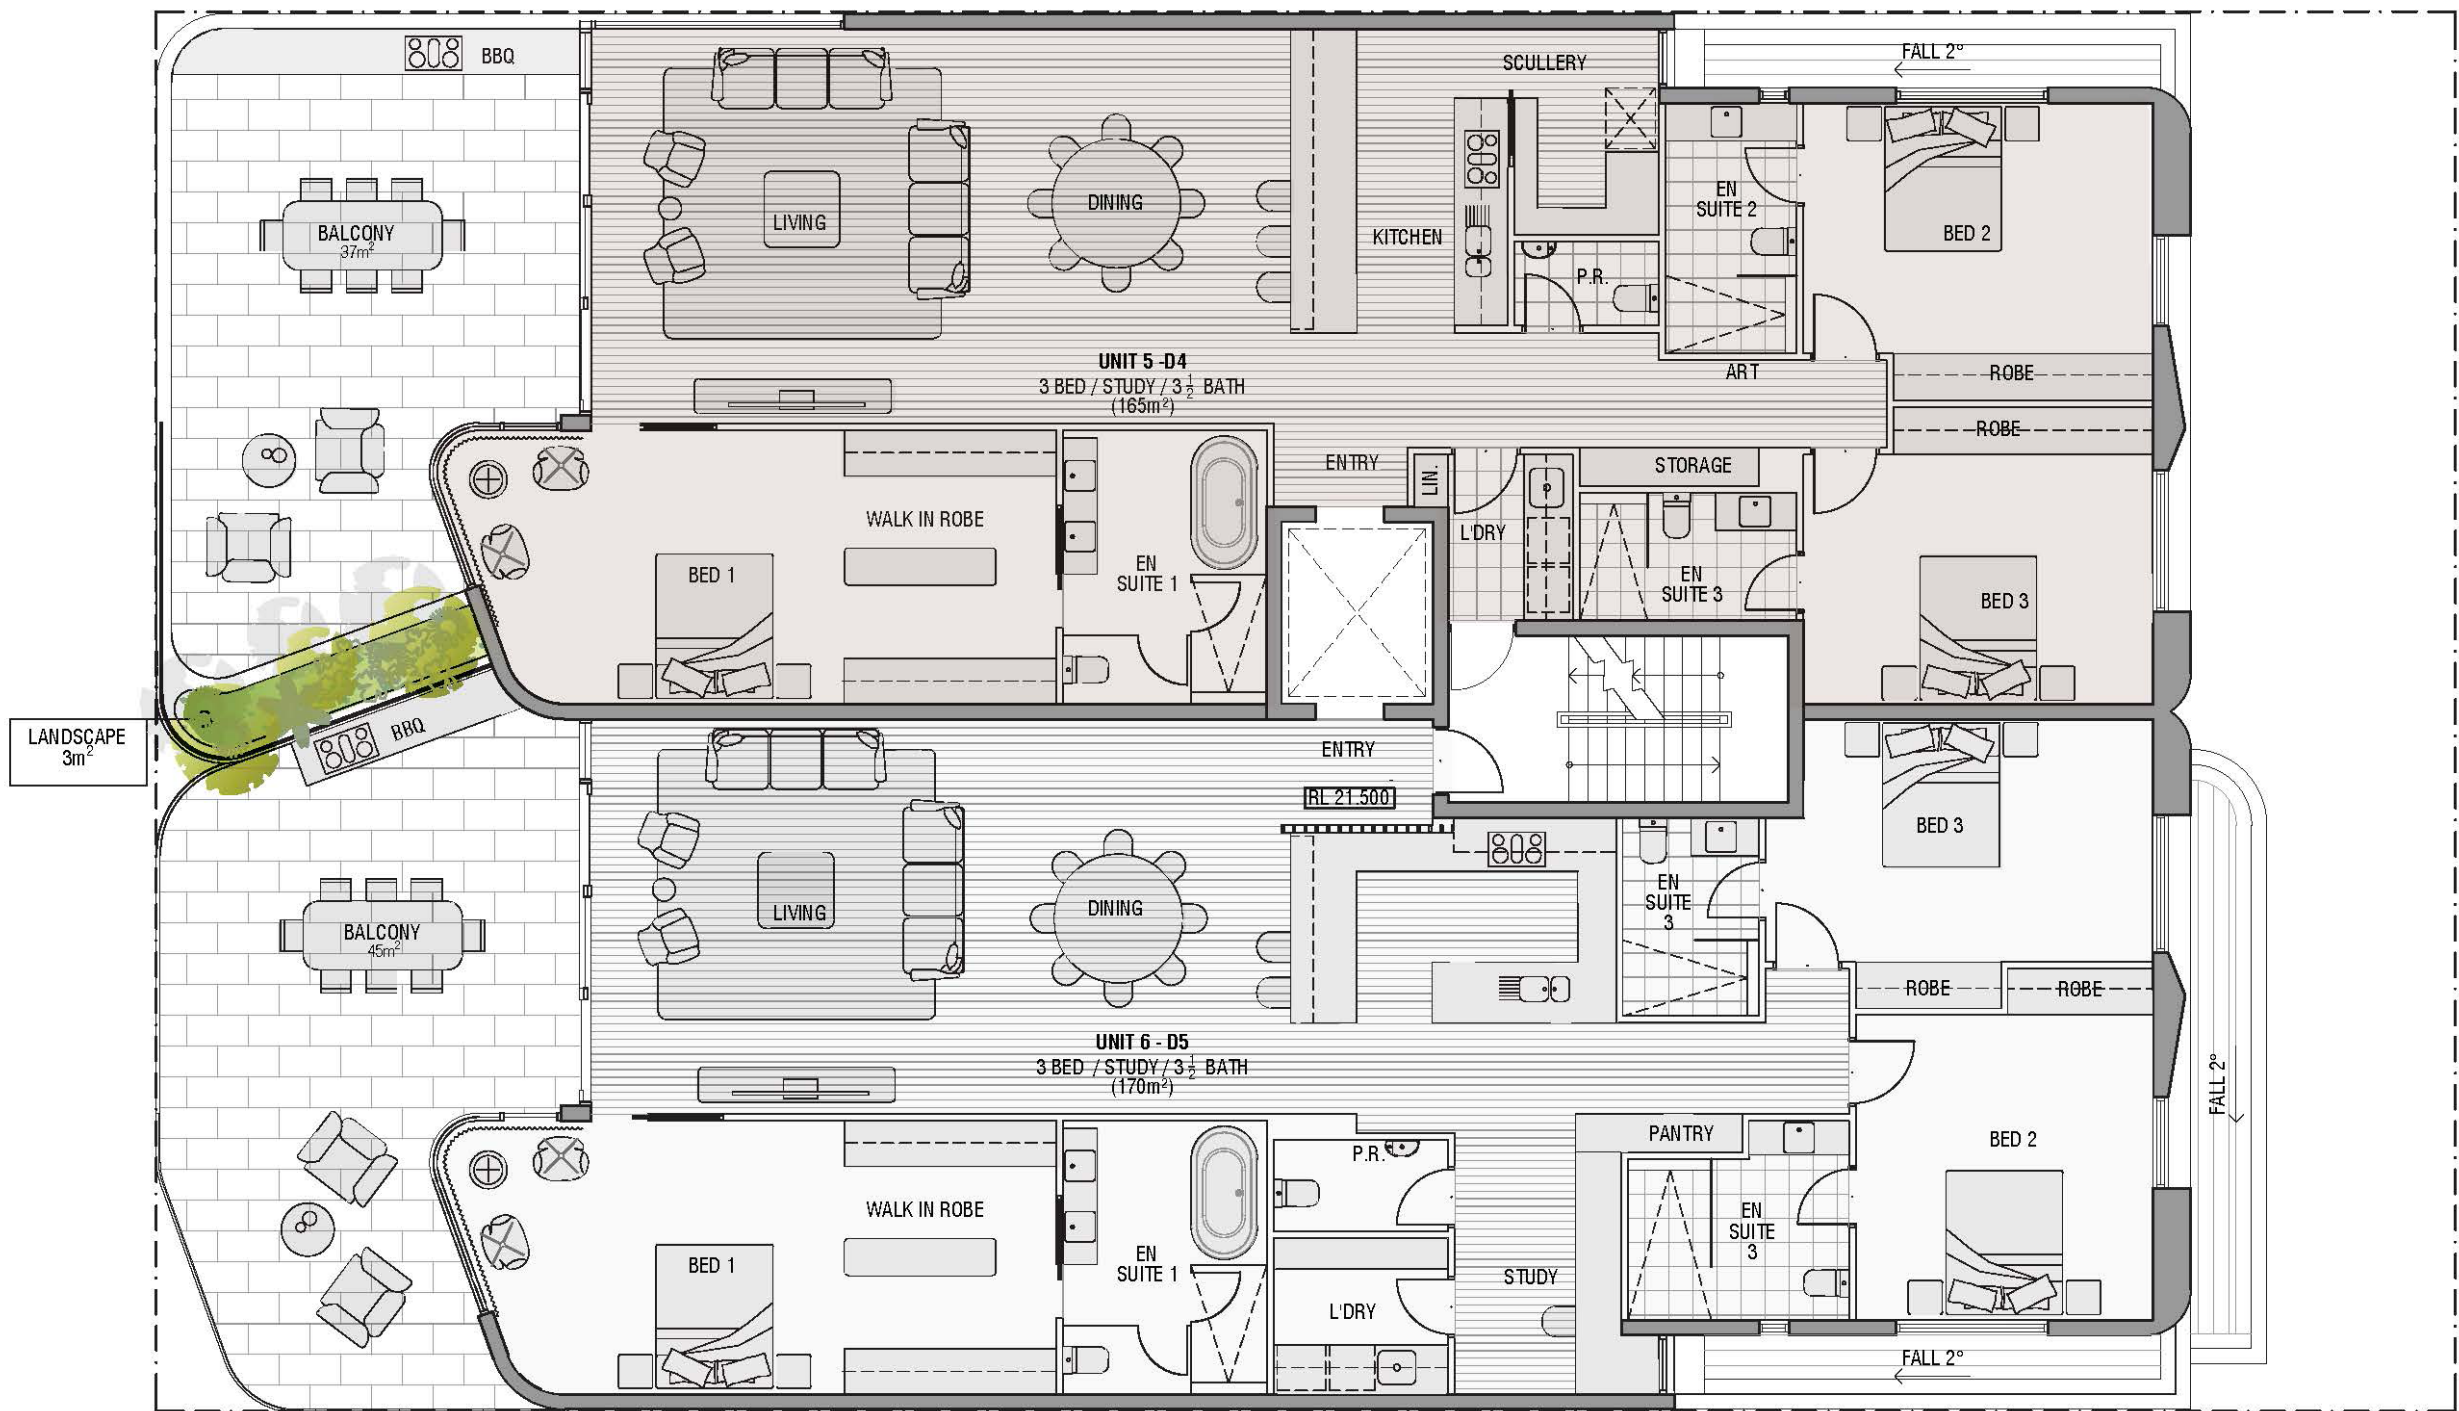 BBQ
SCULLERY
FALL 2°
EN
SUITE 2
DINING
LIVING
BALCONY
37m²
KITCHEN
BED 2
P.R.
UNIT 5 -D4
3 BED / STUDY / 3 ½ BATH
(165m²)
ART
ROBE
ROBE
ENTRY
LIN.
STORAGE
WALK IN ROBE
L'DRY
BED 1
EN
SUITE 1
EN
SUITE 3
BED 3
LANDSCAPE
3m²
BBQ
ENTRY
RL 21.500
BED 3
EN
SUITE
3
LIVING
DINING
BALCONY
45m²
ROBE
ROBE
UNIT 6 - D5
3 BED / STUDY / 3 ½ BATH
(170m²)
FALL 2°
PANTRY
BED 2
P.R.
WALK IN ROBE
EN
SUITE
3
BED 1
EN
SUITE 1
STUDY
L'DRY
FALL 2°